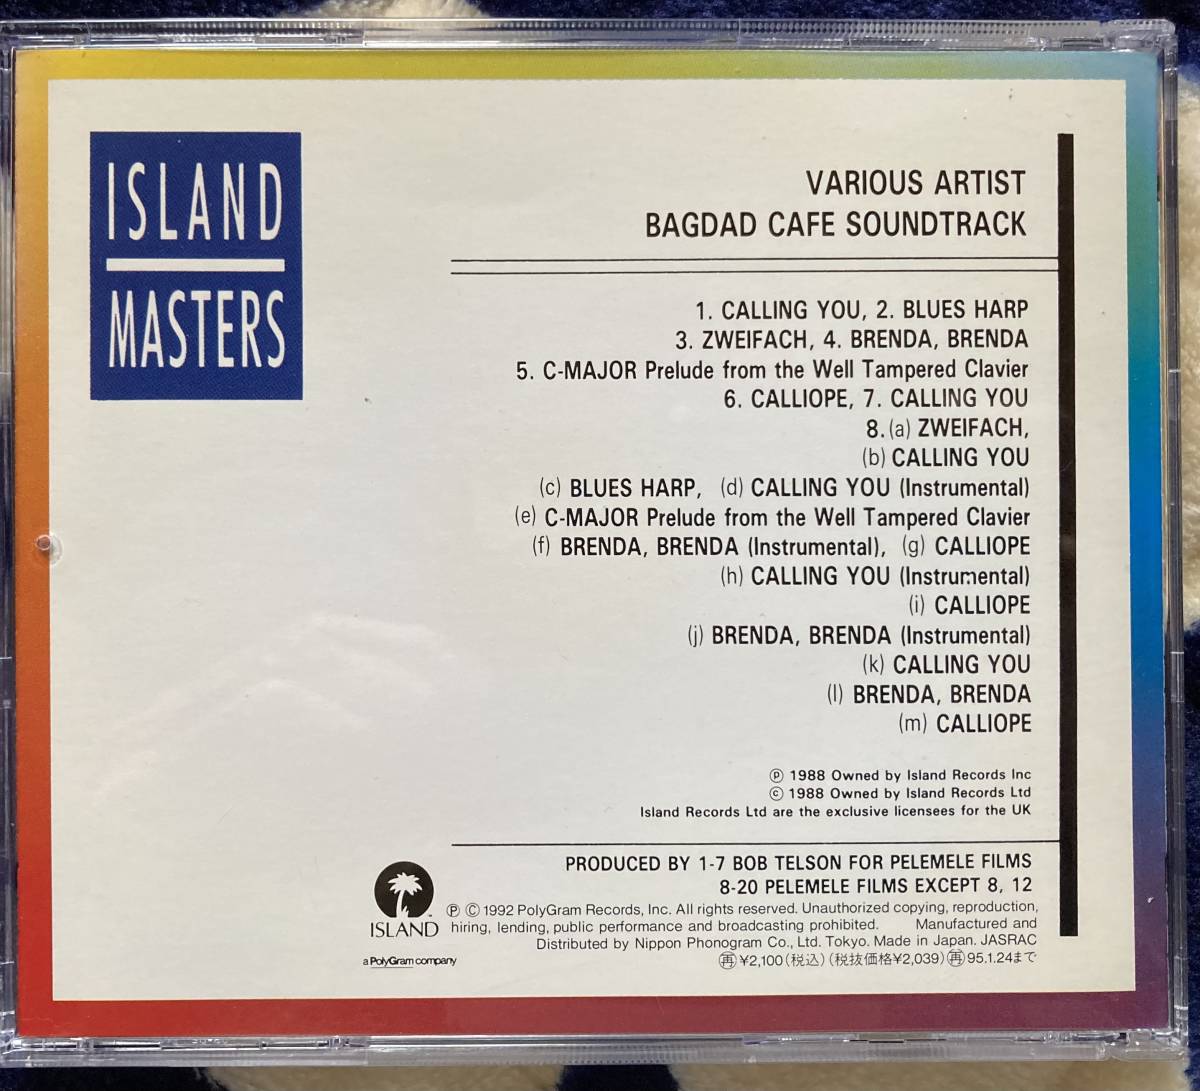 ISLAND
MASTERS
VARIOUS ARTIST
BAGDAD CAFE SOUNDTRACK
1. CALLING YOU, 2. BLUES HARP
3. ZWEIFACH, 4. BRENDA, BRENDA
5. C-MAJOR Prelude from the Well Tampered Clavier
6. CALLIOPE, 7. CALLING YOU
8.(a) ZWEIFACH,
(b) CALLING YOU
(c) BLUES HARP, (d) CALLING YOU (Instrumental)
(e) C-MAJOR Prelude from the Well Tampered Clavier
(f) BRENDA, BRENDA (Instrumental), (g) CALLIOPE
(h) CALLING YOU (Instrumental)
(i) CALLIOPE
(j) BRENDA, BRENDA (Instrumental)
(k) CALLING YOU
(l) BRENDA, BRENDA
(m) CALLIOPE
℗ 1988 Owned by Island Records Inc
© 1988 Owned by Island Records Ltd
Island Records Ltd are the exclusive licensees for the UK
PRODUCED BY 1-7 BOB TELSON FOR PELEMELE FILMS
8-20 PELEMELE FILMS EXCEPT 8, 12
ISLAND
a PolyGram company
℗ © 1992 PolyGram Records, Inc. All rights reserved. Unauthorized copying, reproduction,
hiring, lending, public performance and broadcasting prohibited. Manufactured and
Distributed by Nippon Phonogram Co., Ltd. Tokyo. Made in Japan. JASRAC
再¥2,100(税込)(税抜価格¥2,039)再95.1.24まで